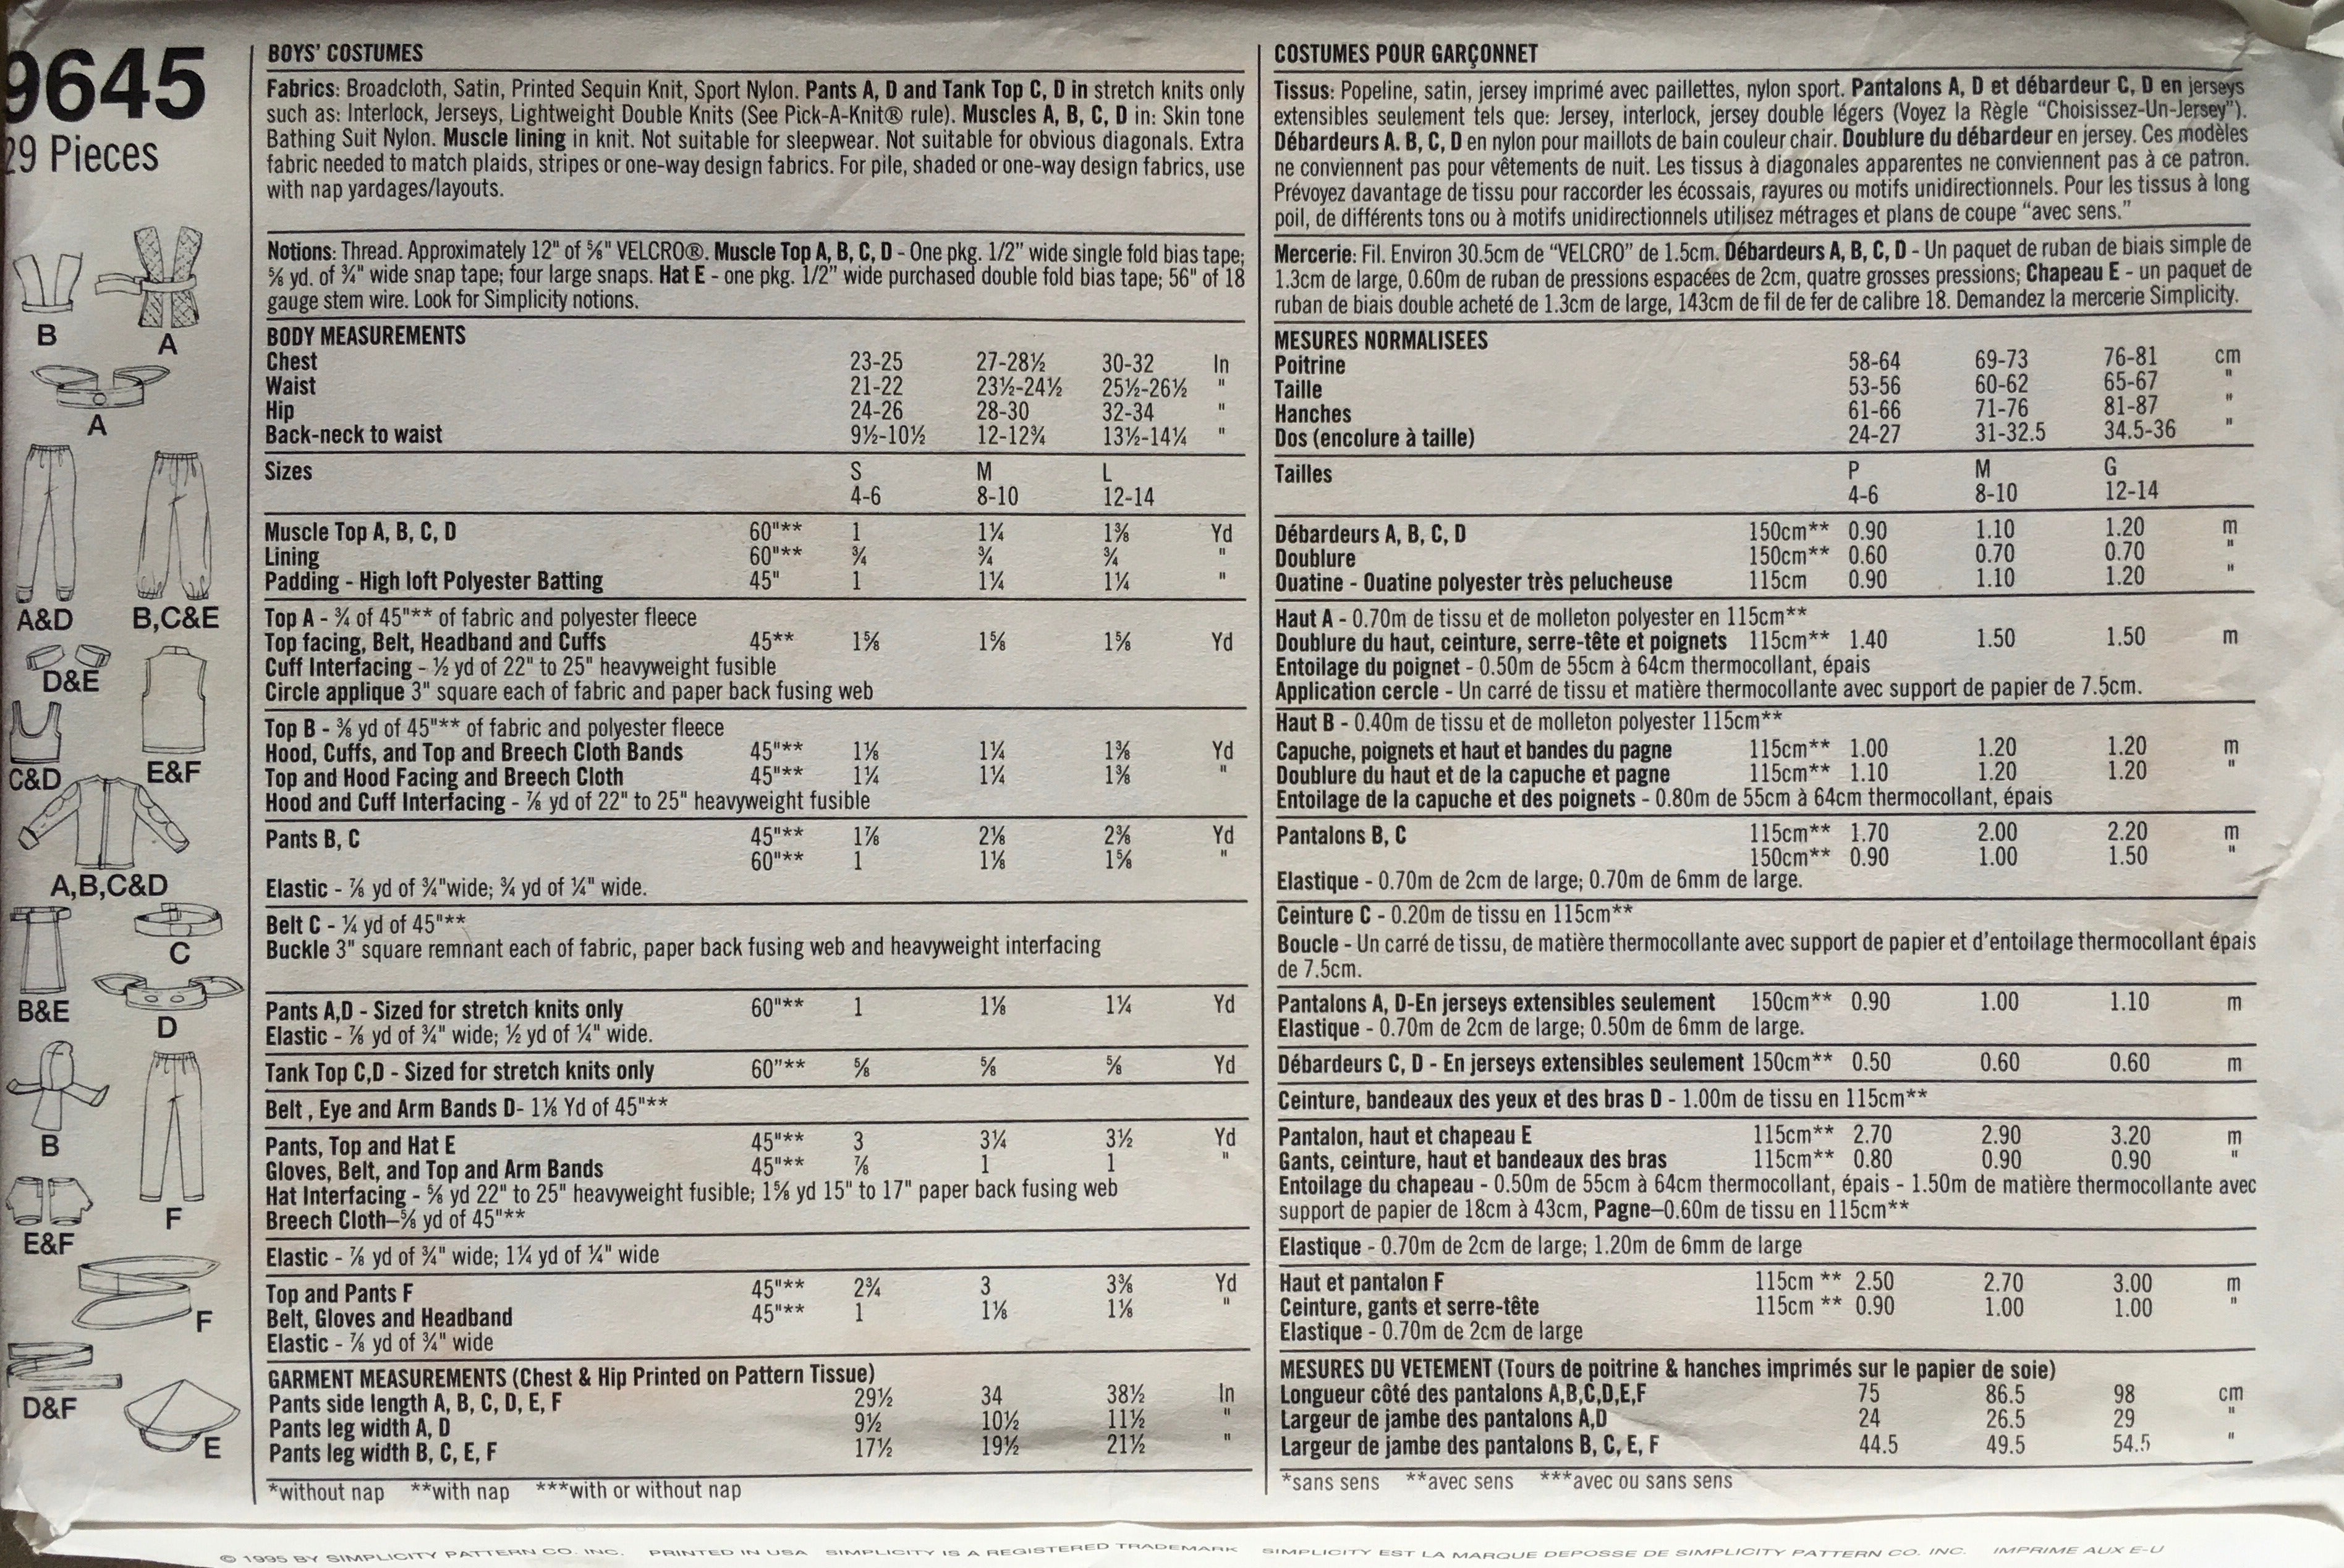 9645
29 Pieces
B
A
A
A&D
B,C&E
D&E
C&D
E&F
A,B,C&D
C
B&E
D
B
F
E&F
F
D&F
E
BOYS' COSTUMES
Fabrics: Broadcloth, Satin, Printed Sequin Knit, Sport Nylon. Pants A, D and Tank Top C, D in stretch knits only
such as: Interlock, Jerseys, Lightweight Double Knits (See Pick-A-Knit® rule). Muscles A, B, C, D in: Skin tone
Bathing Suit Nylon. Muscle lining in knit. Not suitable for sleepwear. Not suitable for obvious diagonals. Extra
fabric needed to match plaids, stripes or one-way design fabrics. For pile, shaded or one-way design fabrics, use
with nap yardages/layouts.
Notions: Thread. Approximately 12" of ⅝" VELCRO®. Muscle Top A, B, C, D - One pkg. 1/2" wide single fold bias tape;
⅝ yd. of ¾" wide snap tape; four large snaps. Hat E - one pkg. 1/2" wide purchased double fold bias tape; 56" of 18
gauge stem wire. Look for Simplicity notions.
BODY MEASUREMENTS
Chest 23-25 27-28½ 30-32 In
Waist 21-22 23½-24½ 25½-26½ "
Hip 24-26 28-30 32-34 "
Back-neck to waist 9½-10½ 12-12¾ 13½-14¼ "
Sizes S M L
4-6 8-10 12-14
Muscle Top A, B, C, D 60"** 1 1¼ 1⅜ Yd
Lining 60"** ¾ ¾ ¾ "
Padding - High loft Polyester Batting 45" 1 1¼ 1¼ "
Top A - ¾ of 45"** of fabric and polyester fleece
Top facing, Belt, Headband and Cuffs 45** 1⅝ 1⅝ 1⅝ Yd
Cuff Interfacing - ½ yd of 22" to 25" heavyweight fusible
Circle applique 3" square each of fabric and paper back fusing web
Top B - ⅜ yd of 45"** of fabric and polyester fleece
Hood, Cuffs, and Top and Breech Cloth Bands 45"** 1⅛ 1¼ 1⅜ Yd
Top and Hood Facing and Breech Cloth 45"** 1¼ 1¼ 1⅜ "
Hood and Cuff Interfacing - ⅞ yd of 22" to 25" heavyweight fusible
Pants B, C 45"** 1⅞ 2⅛ 2⅜ Yd
60"** 1 1⅛ 1⅝ "
Elastic - ⅞ yd of ¾"wide; ¾ yd of ¼" wide.
Belt C - ¼ yd of 45"**
Buckle 3" square remnant each of fabric, paper back fusing web and heavyweight interfacing
Pants A,D - Sized for stretch knits only 60"** 1 1⅛ 1¼ Yd
Elastic - ⅞ yd of ¾" wide; ½ yd of ¼" wide.
Tank Top C,D - Sized for stretch knits only 60"** ⅝ ⅝ ⅝ Yd
Belt , Eye and Arm Bands D- 1⅛ Yd of 45"**
Pants, Top and Hat E 45"** 3 3¼ 3½ Yd
Gloves, Belt, and Top and Arm Bands 45"** ⅞ 1 1 "
Hat Interfacing - ⅝ yd 22" to 25" heavyweight fusible; 1⅝ yd 15" to 17" paper back fusing web
Breech Cloth–⅝ yd of 45"**
Elastic - ⅞ yd of ¾" wide; 1¼ yd of ¼" wide
Top and Pants F 45"** 2¾ 3 3⅜ Yd
Belt, Gloves and Headband 45"** 1 1⅛ 1⅛ "
Elastic - ⅞ yd of ¾" wide
GARMENT MEASUREMENTS (Chest & Hip Printed on Pattern Tissue)
Pants side length A, B, C, D, E, F 29½ 34 38½ In
Pants leg width A, D 9½ 10½ 11½ "
Pants leg width B, C, E, F 17½ 19½ 21½ "
*without nap **with nap ***with or without nap
COSTUMES POUR GARÇONNET
Tissus: Popeline, satin, jersey imprimé avec paillettes, nylon sport. Pantalons A, D et débardeur C, D en jerseys
extensibles seulement tels que: Jersey, interlock, jersey double légers (Voyez la Règle “Choisissez-Un-Jersey”).
Débardeurs A. B, C, D en nylon pour maillots de bain couleur chair. Doublure du débardeur en jersey. Ces modèles
ne conviennent pas pour vêtements de nuit. Les tissus à diagonales apparentes ne conviennent pas à ce patron.
Prévoyez davantage de tissu pour raccorder les écossais, rayures ou motifs unidirectionnels. Pour les tissus à long
poil, de différents tons ou à motifs unidirectionnels utilisez métrages et plans de coupe “avec sens.”
Mercerie: Fil. Environ 30.5cm de “VELCRO” de 1.5cm. Débardeurs A, B, C, D - Un paquet de ruban de biais simple de
1.3cm de large, 0.60m de ruban de pressions espacées de 2cm, quatre grosses pressions; Chapeau E - un paquet de
ruban de biais double acheté de 1.3cm de large, 143cm de fil de fer de calibre 18. Demandez la mercerie Simplicity.
MESURES NORMALISEES
Poitrine 58-64 69-73 76-81 cm
Taille 53-56 60-62 65-67 "
Hanches 61-66 71-76 81-87 "
Dos (encolure à taille) 24-27 31-32.5 34.5-36 "
Tailles P M G
4-6 8-10 12-14
Débardeurs A, B, C, D 150cm** 0.90 1.10 1.20 m
Doublure 150cm** 0.60 0.70 0.70 "
Ouatine - Ouatine polyester très pelucheuse 115cm 0.90 1.10 1.20 "
Haut A - 0.70m de tissu et de molleton polyester en 115cm**
Doublure du haut, ceinture, serre-tête et poignets 115cm** 1.40 1.50 1.50 m
Entoilage du poignet - 0.50m de 55cm à 64cm thermocollant, épais
Application cercle - Un carré de tissu et matière thermocollante avec support de papier de 7.5cm.
Haut B - 0.40m de tissu et de molleton polyester 115cm**
Capuche, poignets et haut et bandes du pagne 115cm** 1.00 1.20 1.20 m
Doublure du haut et de la capuche et pagne 115cm** 1.10 1.20 1.20 "
Entoilage de la capuche et des poignets - 0.80m de 55cm à 64cm thermocollant, épais
Pantalons B, C 115cm** 1.70 2.00 2.20 m
150cm** 0.90 1.00 1.50 "
Elastique - 0.70m de 2cm de large; 0.70m de 6mm de large.
Ceinture C - 0.20m de tissu en 115cm**
Boucle - Un carré de tissu, de matière thermocollante avec support de papier et d'entoilage thermocollant épais
de 7.5cm.
Pantalons A, D-En jerseys extensibles seulement 150cm** 0.90 1.00 1.10 m
Elastique - 0.70m de 2cm de large; 0.50m de 6mm de large.
Débardeurs C, D - En jerseys extensibles seulement 150cm** 0.50 0.60 0.60 m
Ceinture, bandeaux des yeux et des bras D - 1.00m de tissu en 115cm**
Pantalon, haut et chapeau E 115cm** 2.70 2.90 3.20 m
Gants, ceinture, haut et bandeaux des bras 115cm** 0.80 0.90 0.90 "
Entoilage du chapeau - 0.50m de 55cm à 64cm thermocollant, épais - 1.50m de matière thermocollante avec
support de papier de 18cm à 43cm, Pagne–0.60m de tissu en 115cm**
Elastique - 0.70m de 2cm de large; 1.20m de 6mm de large
Haut et pantalon F 115cm ** 2.50 2.70 3.00 m
Ceinture, gants et serre-tête 115cm ** 0.90 1.00 1.00 "
Elastique - 0.70m de 2cm de large
MESURES DU VETEMENT (Tours de poitrine & hanches imprimés sur le papier de soie)
Longueur côté des pantalons A,B,C,D,E,F 75 86.5 98 cm
Largeur de jambe des pantalons A,D 24 26.5 29 "
Largeur de jambe des pantalons B, C, E, F 44.5 49.5 54.5 "
*sans sens **avec sens ***avec ou sans sens
© 1995 BY SIMPLICITY PATTERN CO. INC. PRINTED IN USA SIMPLICITY IS A REGISTERED TRADEMARK SIMPLICITY EST LA MARQUE DEPOSSE DE SIMPLICITY PATTERN CO. INC. IMPRIME AUX E-U